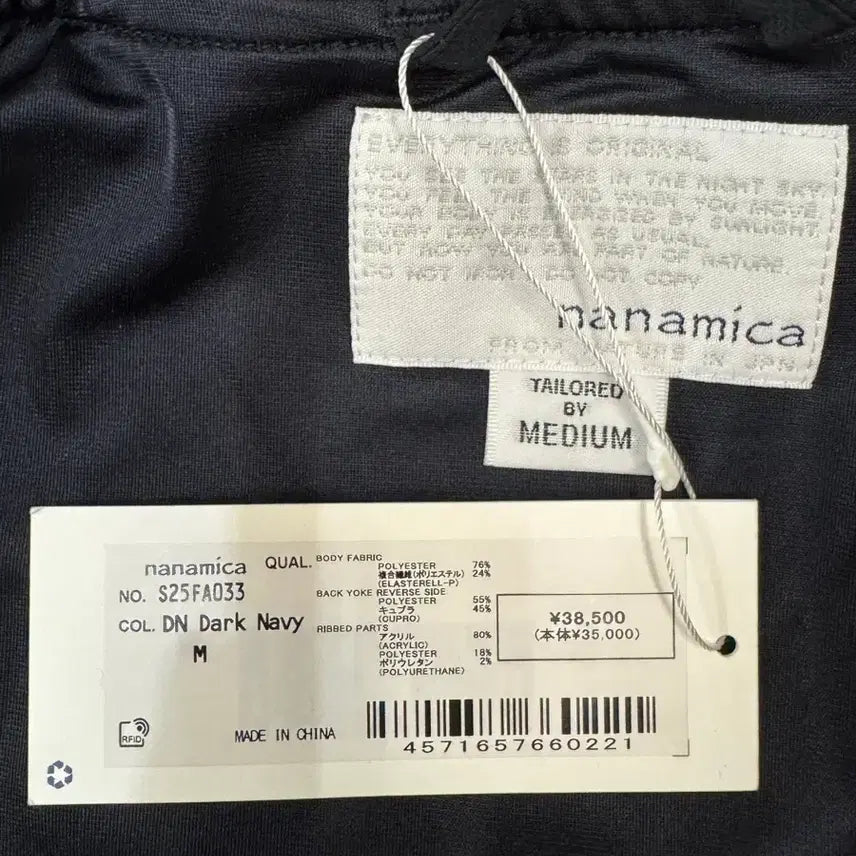 EVERYTHING IS ORIGINAL
YOU SEE THE STARS IN THE NIGHT SKY
YOU FEEL THE WIND WHEN YOU MOVE
YOUR BODY IS ENERGIZED BY SUNLIGHT.
EVERY DAY PASSES AS USUAL.
BUT NOW YOU ARE PART OF NATURE.
DO NOT IRON. DO NOT COPY
nanamica
FROM NATURE IN JPN
TAILORED
BY
MEDIUM
nanamica
NO. S25FA033
COL. DN Dark Navy
M
QUAL. BODY FABRIC
POLYESTER 76%
複合繊維(ポリエステル) 24%
(ELASTERELL-P)
BACK YOKE REVERSE SIDE
POLYESTER 55%
キュプラ 45%
(CUPRO)
RIBBED PARTS
アクリル 80%
(ACRYLIC)
POLYESTER 18%
ポリウレタン 2%
(POLYURETHANE)
¥38,500
(本体¥35,000)
RFID
MADE IN CHINA
4571657660221